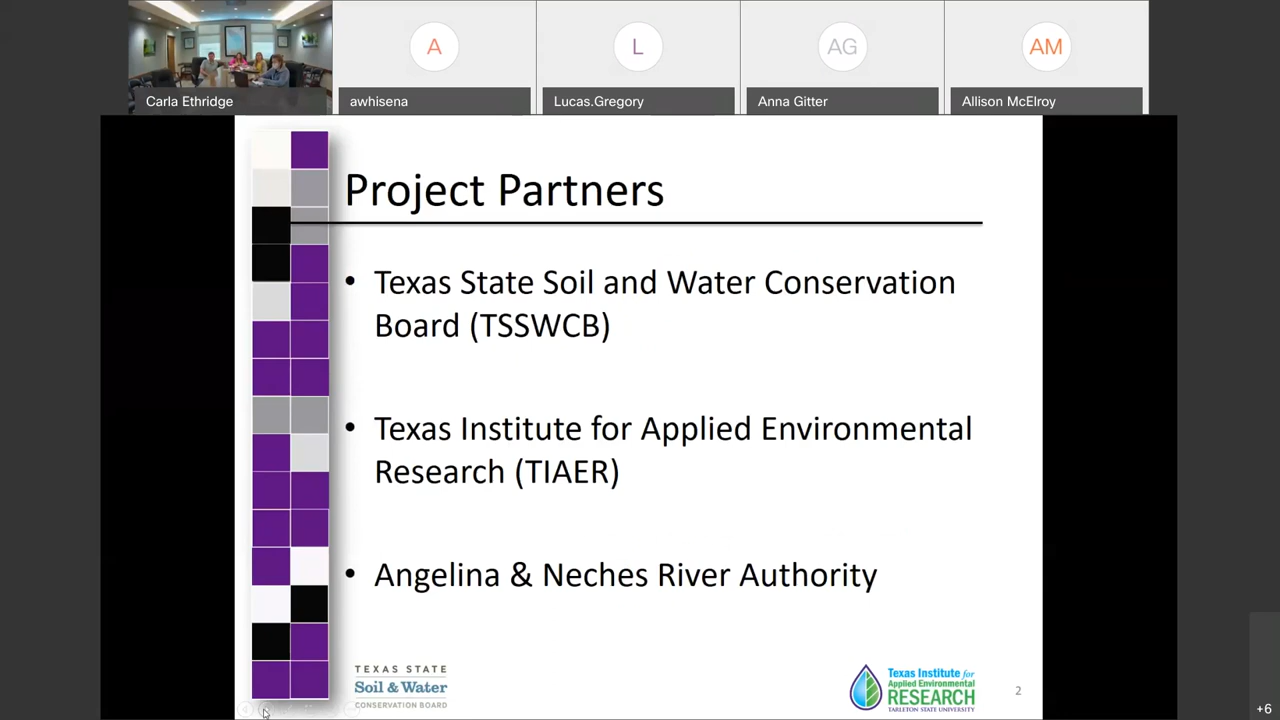 A
L
AG
AM
Carla Ethridge
awhisena
Lucas.Gregory
Anna Gitter
Allison McElroy
Project Partners
• Texas State Soil and Water Conservation
Board (TSSWCB)
• Texas Institute for Applied Environmental
Research (TIAER)
• Angelina & Neches River Authority
TEXAS STATE
Soil & Water
CONSERVATION BOARD
Texas Institute for
Applied Environmental
RESEARCH
TARLETON STATE UNIVERSITY
2
+6